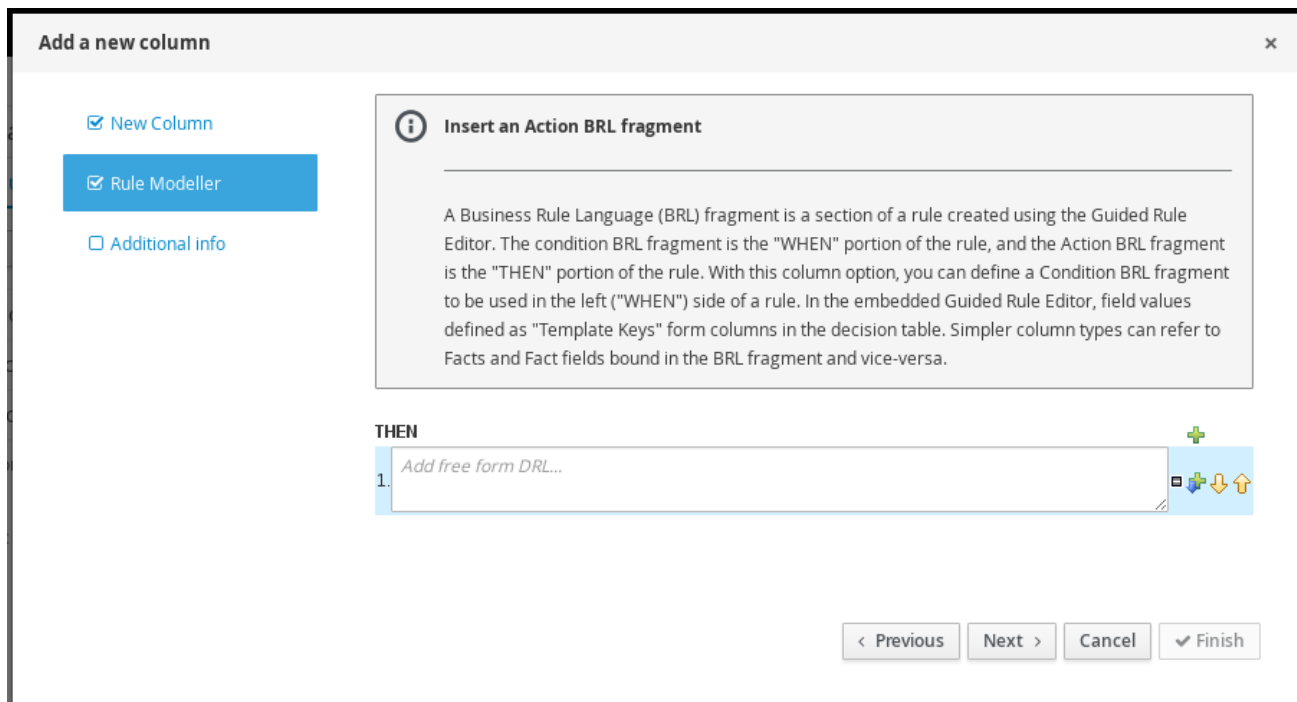 Add a new column
×
New Column
Rule Modeller
Additional info
Insert an Action BRL fragment
A Business Rule Language (BRL) fragment is a section of a rule created using the Guided Rule
Editor. The condition BRL fragment is the "WHEN" portion of the rule, and the Action BRL fragment
is the "THEN" portion of the rule. With this column option, you can define a Condition BRL fragment
to be used in the left ("WHEN") side of a rule. In the embedded Guided Rule Editor, field values
defined as "Template Keys" form columns in the decision table. Simpler column types can refer to
Facts and Fact fields bound in the BRL fragment and vice-versa.
THEN
1. Add free form DRL...
< Previous Next > Cancel ✔ Finish